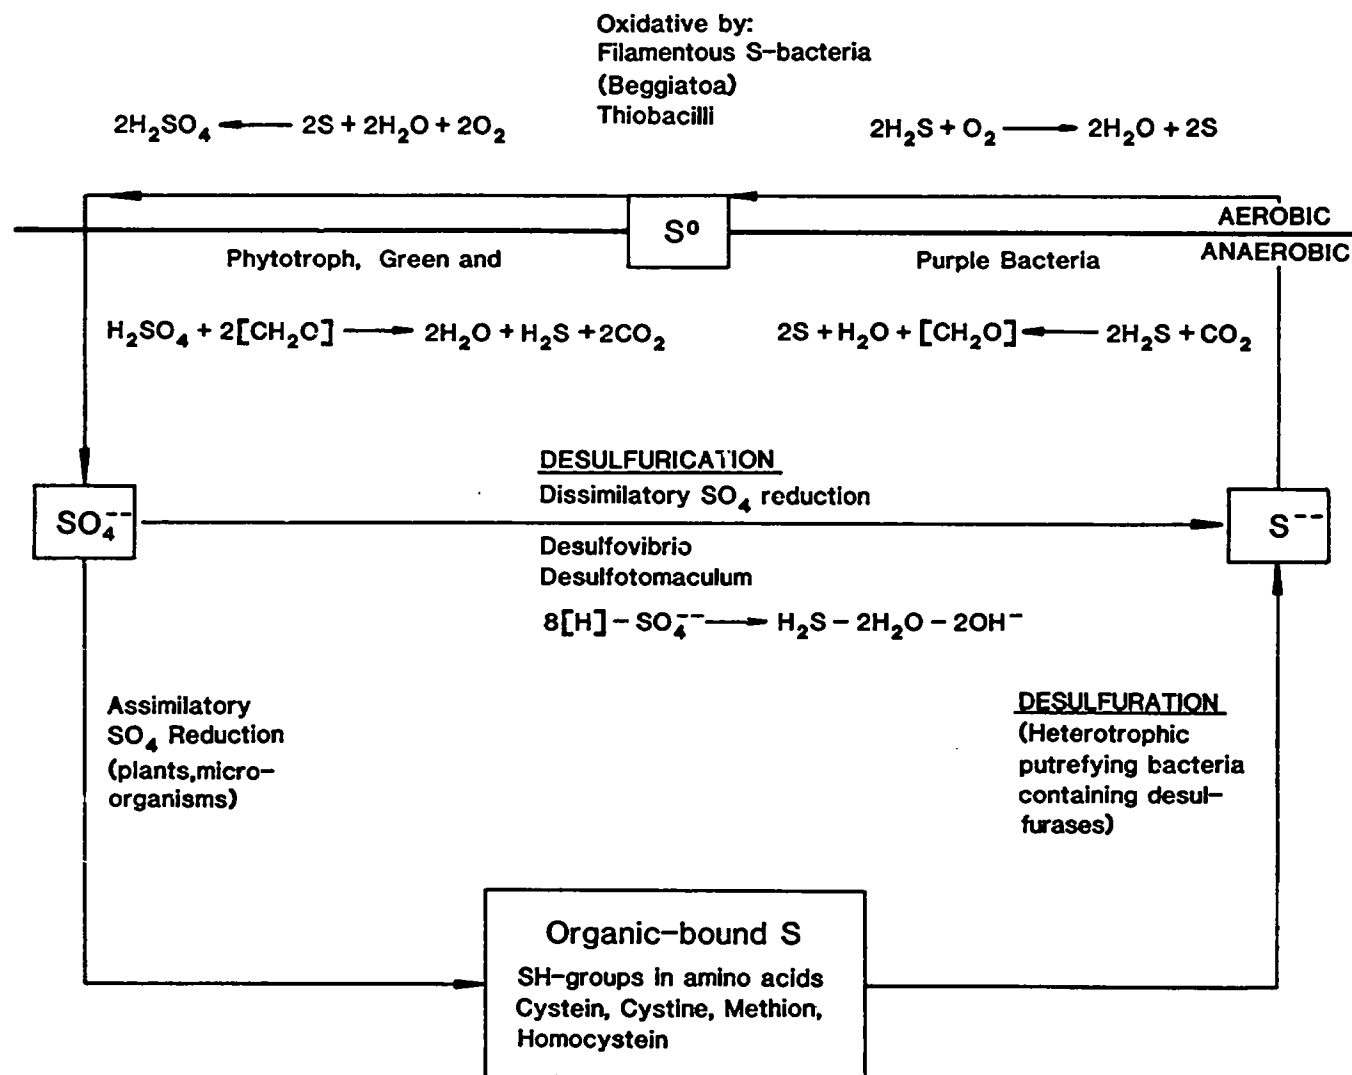 Oxidative by:
Filamentous S-bacteria
(Beggiatoa)
Thiobacilli
2H₂SO₄ ⟵ 2S + 2H₂O + 2O₂
2H₂S + O₂ ⟶ 2H₂O + 2S
S⁰
AEROBIC
ANAEROBIC
Phytotroph, Green and
Purple Bacteria
H₂SO₄ + 2[CH₂O] ⟶ 2H₂O + H₂S + 2CO₂
2S + H₂O + [CH₂O] ⟵ 2H₂S + CO₂
DESULFURICATION
Dissimilatory SO₄ reduction
SO₄⁻⁻
S⁻⁻
Desulfovibrio
Desulfotomaculum
8[H] − SO₄⁻⁻ ⟶ H₂S − 2H₂O − 2OH⁻
Assimilatory
SO₄ Reduction
(plants,micro-
organisms)
DESULFURATION
(Heterotrophic
putrefying bacteria
containing desul-
furases)
Organic-bound S
SH-groups in amino acids
Cystein, Cystine, Methion,
Homocystein